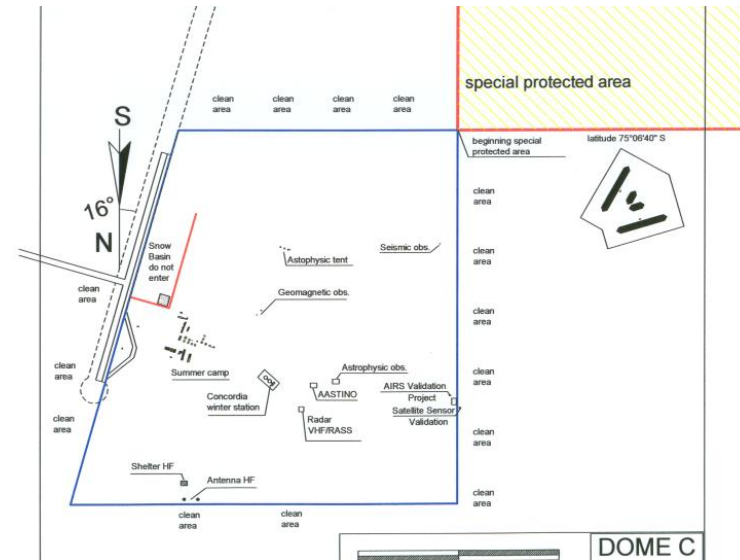 special protected area
clean
area
clean
area
clean
area
clean
area
S
beginning special
protected area
latitude 75°06'40" S
16°
N
clean
area
Snow
Basin
do not
enter
Astophysic tent
Seismic obs.
clean
area
clean
area
Geomagnetic obs.
clean
area
clean
area
Summer camp
Concordia
winter station
Astrophysic obs.
AASTINO
Radar
VHF/RASS
AIRS Validation
Project
Satellite Sensor
Validation
clean
area
clean
area
clean
area
Shelter HF
Antenna HF
clean
area
clean
area
clean
area
clean
area
DOME C